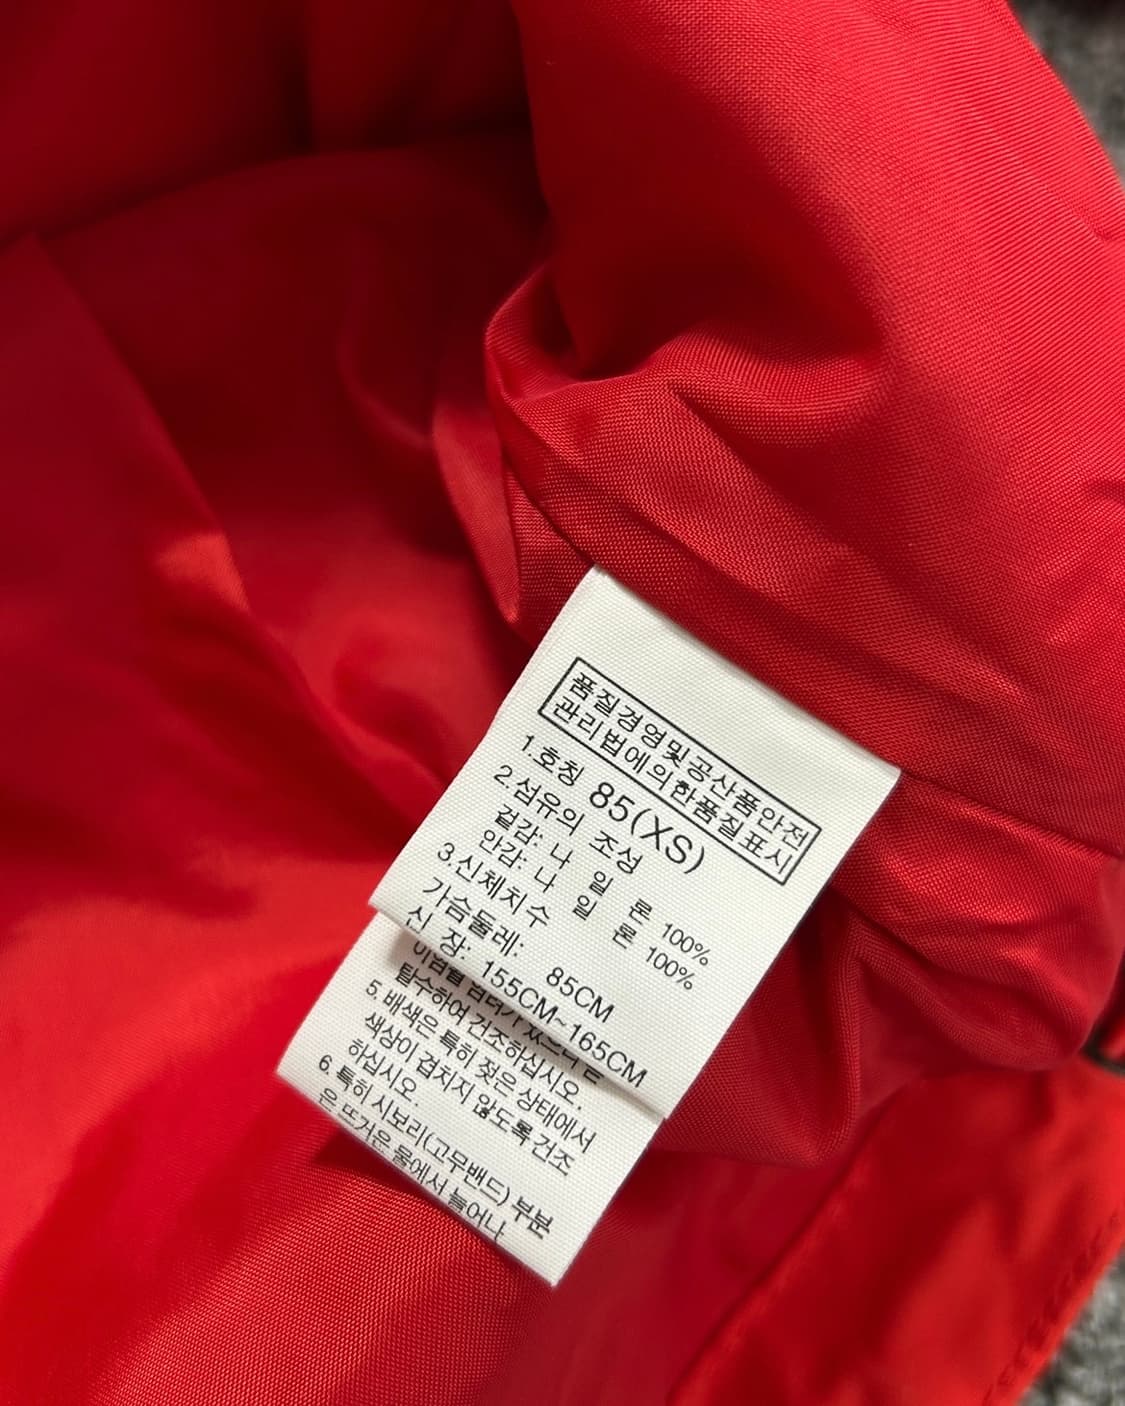 품질경영및공산품안전
관리법에의한품질표시
1.호칭 85(XS)
2.섬유의 조성
겉감: 나 일 론 100%
안감: 나 일 론 100%
3.신체치수
가슴둘레: 85CM
신 장: 155CM~165CM
탈수하여 건조하십시오.
5. 배색은 특히 젖은 상태에서
색상이 겹치지 않도록 건조
하십시오.
6. 특히 시보리(고무밴드) 부분
은 뜨거운 물에서 늘어나